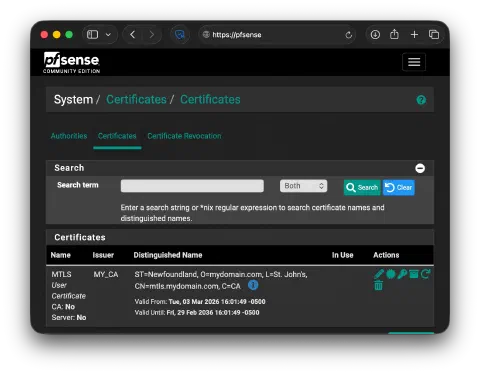 https://pfsense
pfsense
COMMUNITY EDITION
System / Certificates / Certificates
Authorities Certificates Certificate Revocation
Search
Search term Both Search Clear
Enter a search string or *nix regular expression to search certificate names and
distinguished names.
Certificates
Name Issuer Distinguished Name In Use Actions
MTLS MY_CA ST=Newfoundland, O=mydomain.com, L=St. John's,
User CN=mtls.mydomain.com, C=CA
Certificate
CA: No Valid From: Tue, 03 Mar 2026 16:01:49 -0500
Server: No Valid Until: Fri, 29 Feb 2036 16:01:49 -0500